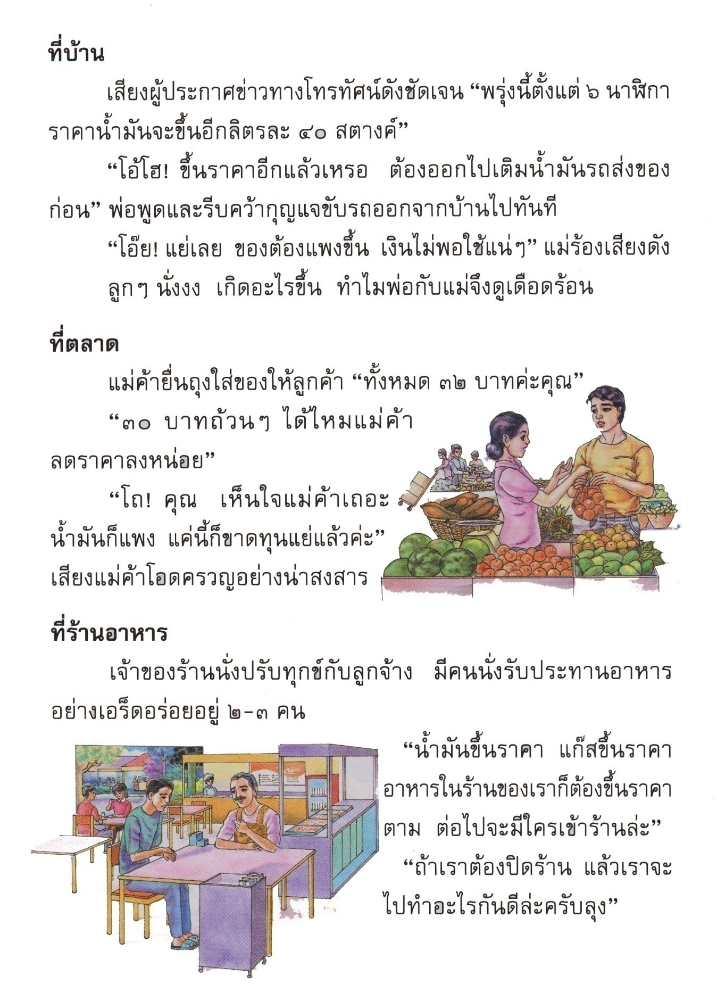 ที่บ้าน
เสียงผู้ประกาศข่าวทางโทรทัศน์ดังชัดเจน “พรุ่งนี้ตั้งแต่ ๖ นาฬิกา
ราคาน้ำมันจะขึ้นอีกลิตรละ ๔๐ สตางค์”
“โอ้โฮ! ขึ้นราคาอีกแล้วเหรอ ต้องออกไปเติมน้ำมันรถส่งของ
ก่อน” พ่อพูดและรีบคว้ากุญแจขับรถออกจากบ้านไปทันที
“โอ๊ย! แย่เลย ของต้องแพงขึ้น เงินไม่พอใช้แน่ๆ” แม่ร้องเสียงดัง
ลูกๆ นั่งงง เกิดอะไรขึ้น ทำไมพ่อกับแม่จึงดูเดือดร้อน
ที่ตลาด
แม่ค้ายื่นถุงใส่ของให้ลูกค้า “ทั้งหมด ๓๒ บาทค่ะคุณ”
“๓๐ บาทถ้วนๆ ได้ไหมแม่ค้า
ลดราคาลงหน่อย”
“โถ! คุณ เห็นใจแม่ค้าเถอะ
น้ำมันก็แพง แค่นี้ก็ขาดทุนแย่แล้วค่ะ”
เสียงแม่ค้าโอดครวญอย่างน่าสงสาร
ที่ร้านอาหาร
เจ้าของร้านนั่งปรับทุกข์กับลูกจ้าง มีคนนั่งรับประทานอาหาร
อย่างเอร็ดอร่อยอยู่ ๒-๓ คน
“น้ำมันขึ้นราคา แก๊สขึ้นราคา
อาหารในร้านของเราก็ต้องขึ้นราคา
ตาม ต่อไปจะมีใครเข้าร้านล่ะ”
“ถ้าเราต้องปิดร้าน แล้วเราจะ
ไปทำอะไรกันดีล่ะครับลุง”